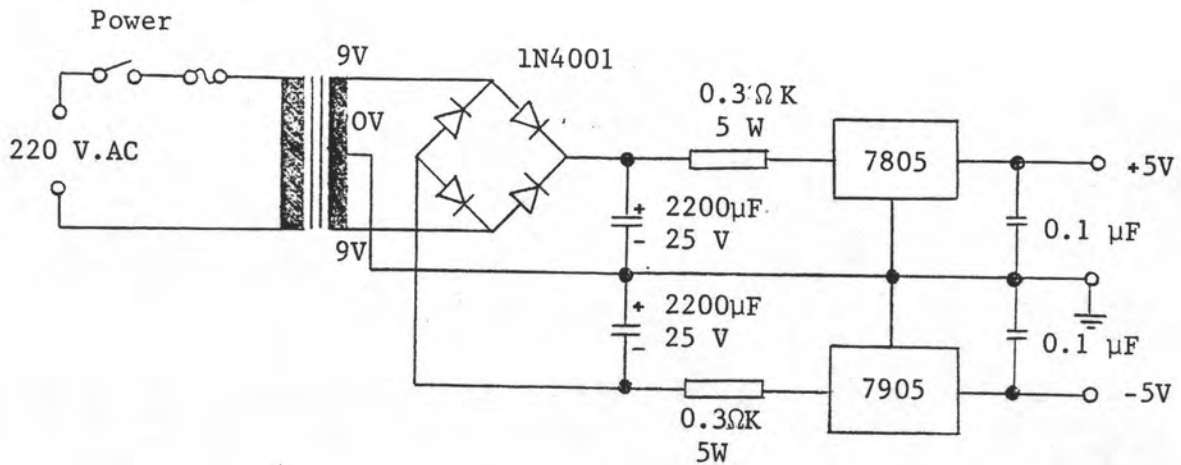 Power
9V
1N4001
0V
220 V.AC
9V
0.3Ω K
5 W
7805
+5V
+
2200µF
-
25 V
0.1 µF
+
2200µF
-
25 V
0.1 µF
7905
-5V
0.3ΩK
5W